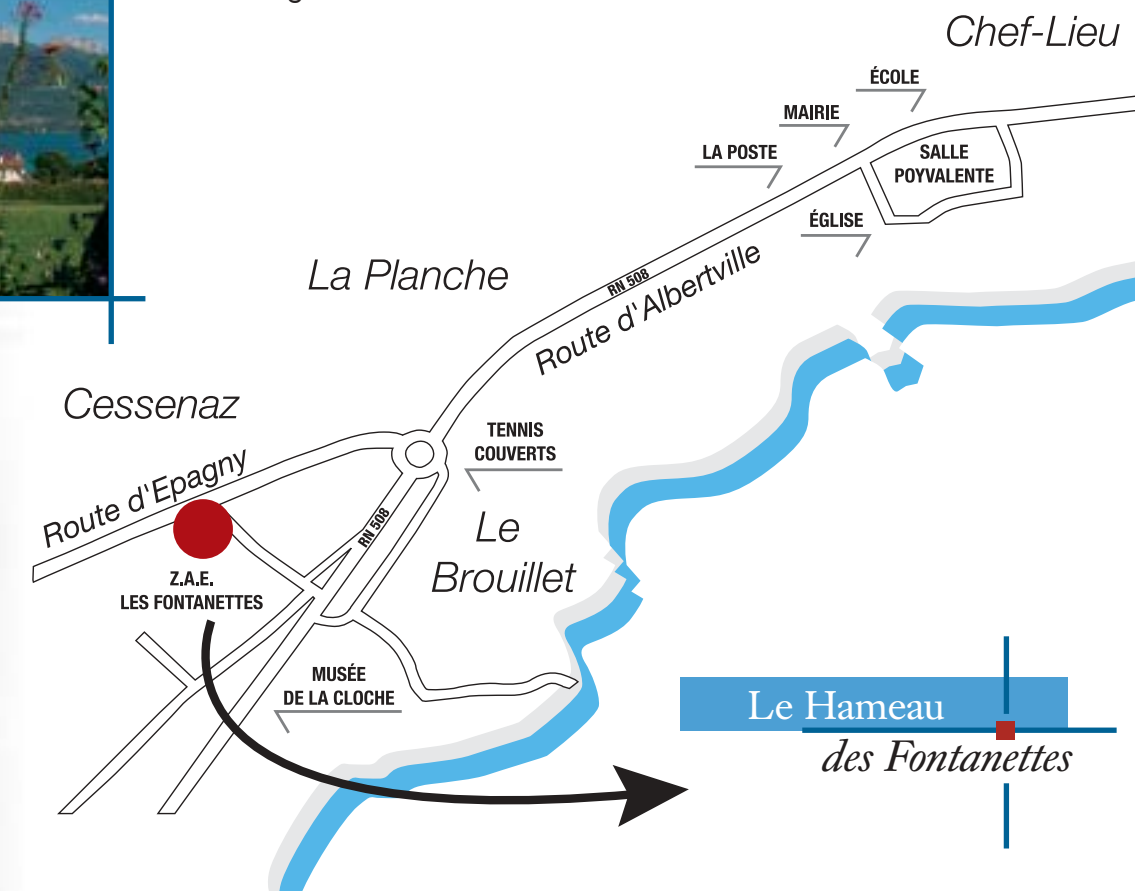 g
Chef-Lieu
ÉCOLE
MAIRIE
LA POSTE
SALLE
POYVALENTE
ÉGLISE
La Planche
RN 508
Route d'Albertville
Cessenaz
TENNIS
COUVERTS
Route d'Epagny
RN 508
Le
Brouillet
Z.A.E.
LES FONTANETTES
MUSÉE
DE LA CLOCHE
Le Hameau
des Fontanettes